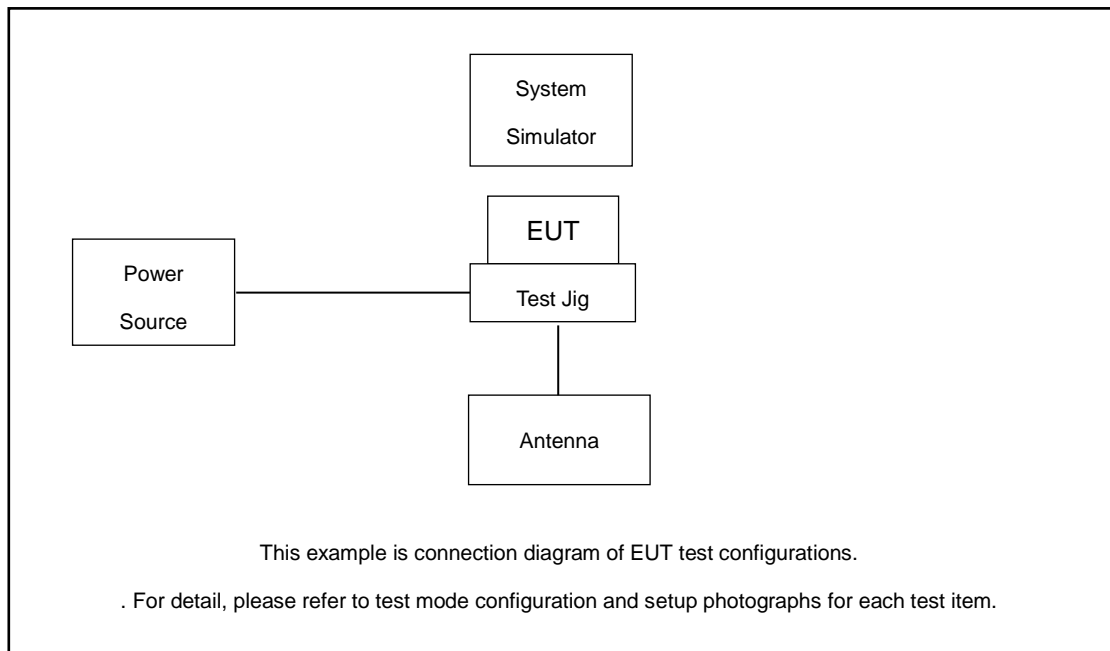 System
Simulator
EUT
Power
Source
Test Jig
Antenna
This example is connection diagram of EUT test configurations.
. For detail, please refer to test mode configuration and setup photographs for each test item.